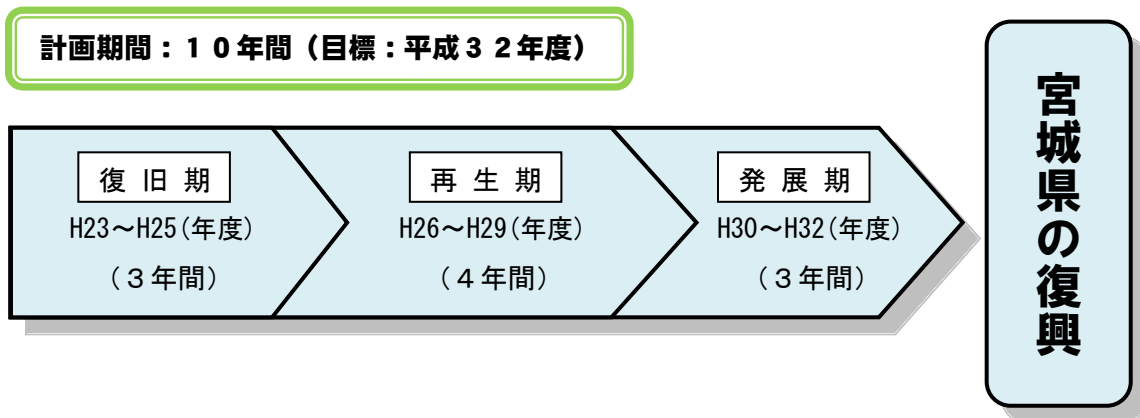 計画期間：１０年間（目標：平成３２年度）
復旧期
H23～H25(年度)
（３年間）
再生期
H26～H29(年度)
（４年間）
発展期
H30～H32(年度)
（３年間）
宮城県の復興